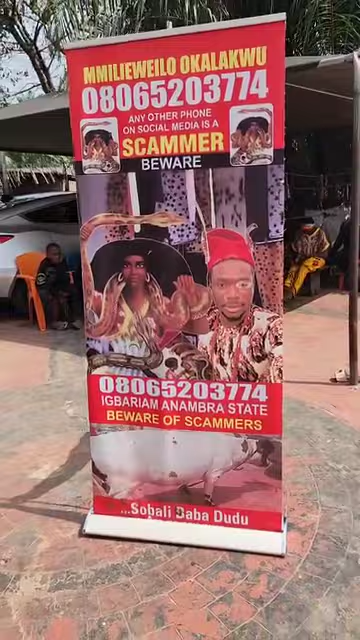 MMILIEWEILO OKALAKWU
08065203774
ANY OTHER PHONE
ON SOCIAL MEDIA IS A
SCAMMER
BEWARE
08065203774
IGBARIAM ANAMBRA STATE
BEWARE OF SCAMMERS
...Sobali Baba Dudu